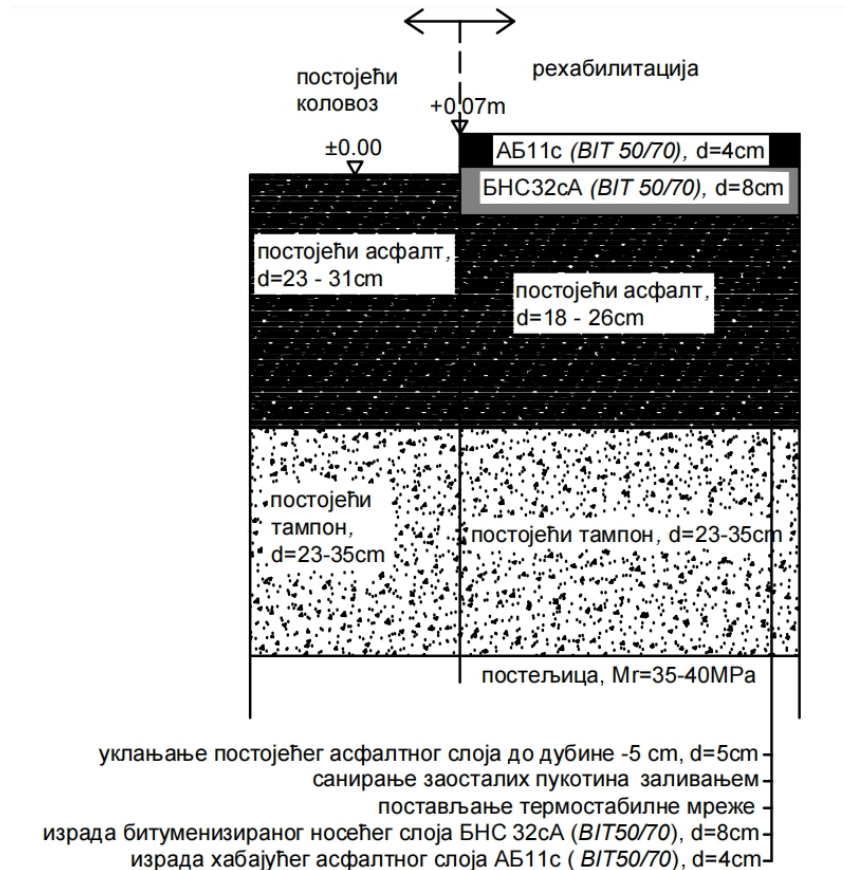 постојећи
коловоз
рехабилитација
+0.07m
±0.00
АБ11с (BIT 50/70), d=4cm
БНС32сА (BIT 50/70), d=8cm
постојећи асфалт,
d=23 - 31cm
постојећи асфалт,
d=18 - 26cm
постојећи
тампон,
d=23-35cm
постојећи тампон, d=23-35cm
постељица, Mr=35-40MPa
уклањање постојећег асфалтног слоја до дубине -5 cm, d=5cm
санирање заосталих пукотина заливањем
постављање термостабилне мреже
израда битуменизираног носећег слоја БНС 32сА (BIT50/70), d=8cm
израда хабајућег асфалтног слоја АБ11с ( BIT50/70), d=4cm